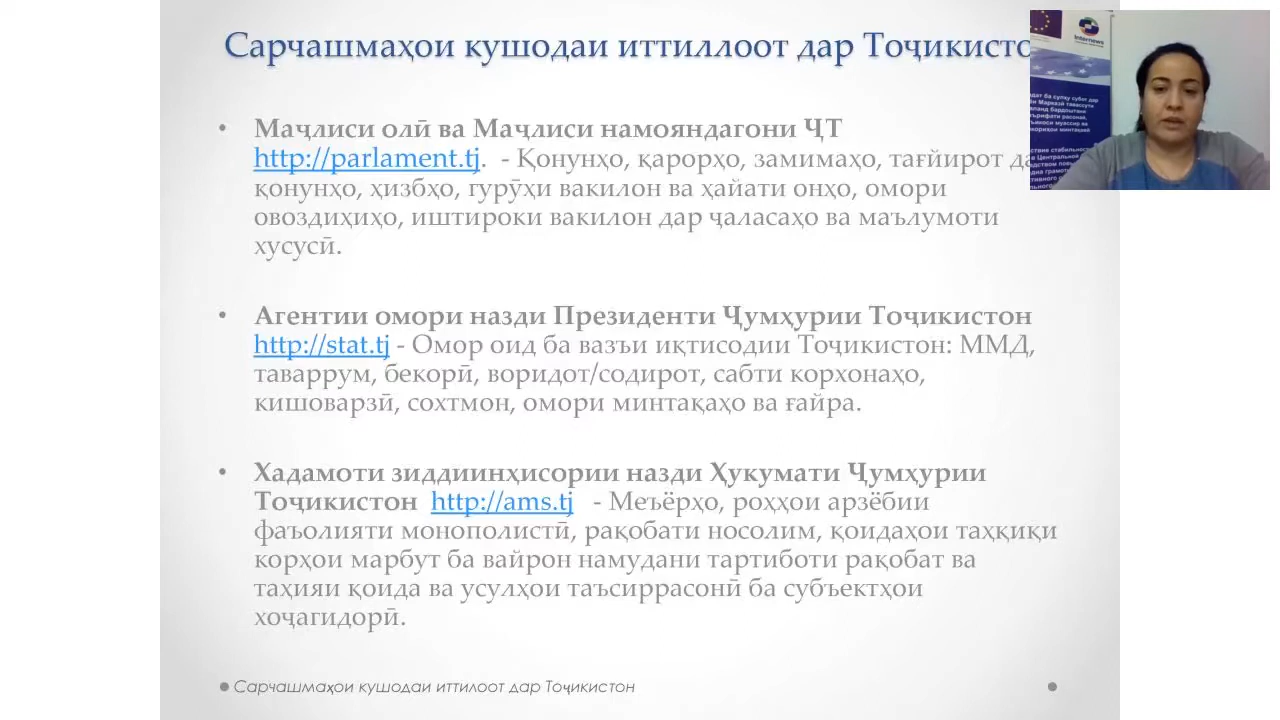 Сарчашмаҳои кушодаи иттиллоот дар Тоҷикисто
• Маҷлиси олӣ ва Маҷлиси намояндагони ҶТ
http://parlament.tj. - Қонунҳо, қарорҳо, замимаҳо, тағйирот да
қонунҳо, ҳизбҳо, гурӯҳи вакилон ва ҳайати онҳо, омори
овоздиҳиҳо, иштироки вакилон дар ҷаласаҳо ва маълумоти
хусусӣ.
• Агентии омори назди Президенти Ҷумҳурии Тоҷикистон
http://stat.tj - Омор оид ба вазъи иқтисодии Тоҷикистон: ММД,
таваррум, бекорӣ, воридот/содирот, сабти корхонаҳо,
кишоварзӣ, сохтмон, омори минтақаҳо ва ғайра.
• Хадамоти зиддиинҳисории назди Ҳукумати Ҷумҳурии
Тоҷикистон http://ams.tj - Меъёрҳо, роҳҳои арзёбии
фаъолияти монополистӣ, рақобати носолим, қоидаҳои таҳқиқи
корҳои марбут ба вайрон намудани тартиботи рақобат ва
таҳияи қоида ва усулҳои таъсиррасонӣ ба субъектҳои
хоҷагидорӣ.
Сарчашмаҳои кушодаи иттилоот дар Тоҷикистон
Internews